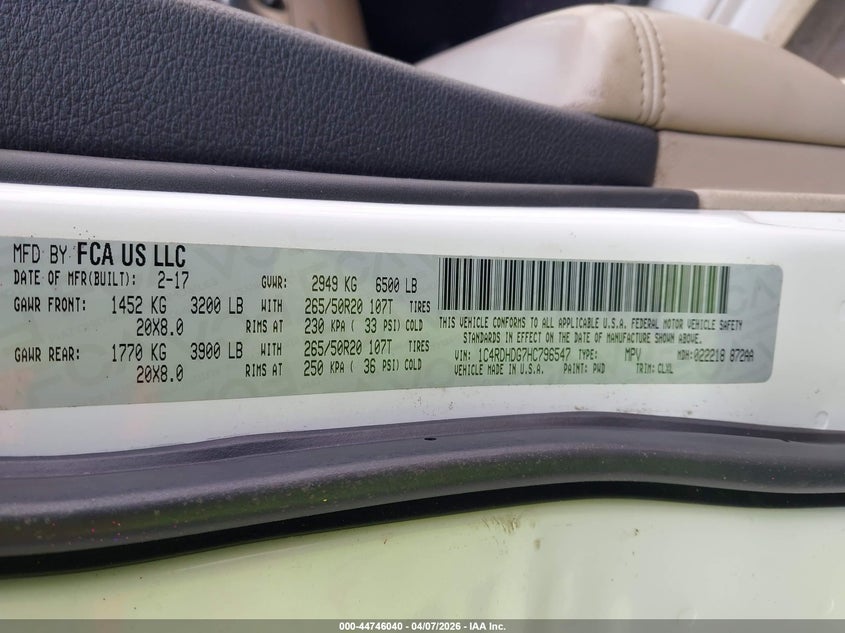 MFD BY FCA US LLC
DATE OF MFR(BUILT): 2-17 GVWR: 2949 KG 6500 LB
GAWR FRONT: 1452 KG 3200 LB WITH 265/50R20 107T TIRES
20X8.0 RIMS AT 230 KPA ( 33 PSI) COLD
GAWR REAR: 1770 KG 3900 LB WITH 265/50R20 107T TIRES
20X8.0 RIMS AT 250 KPA ( 36 PSI) COLD
THIS VEHICLE CONFORMS TO ALL APPLICABLE U.S.A. FEDERAL MOTOR VEHICLE SAFETY
STANDARDS IN EFFECT ON THE DATE OF MANUFACTURE SHOWN ABOVE.
VIN: 1C4RDHDG7HC796547 TYPE: MPV MDH:022218 872AA
VEHICLE MADE IN U.S.A. PAINT: PWD TRIM: CLXL
000-44746040 - 04/07/2026 - IAA Inc.